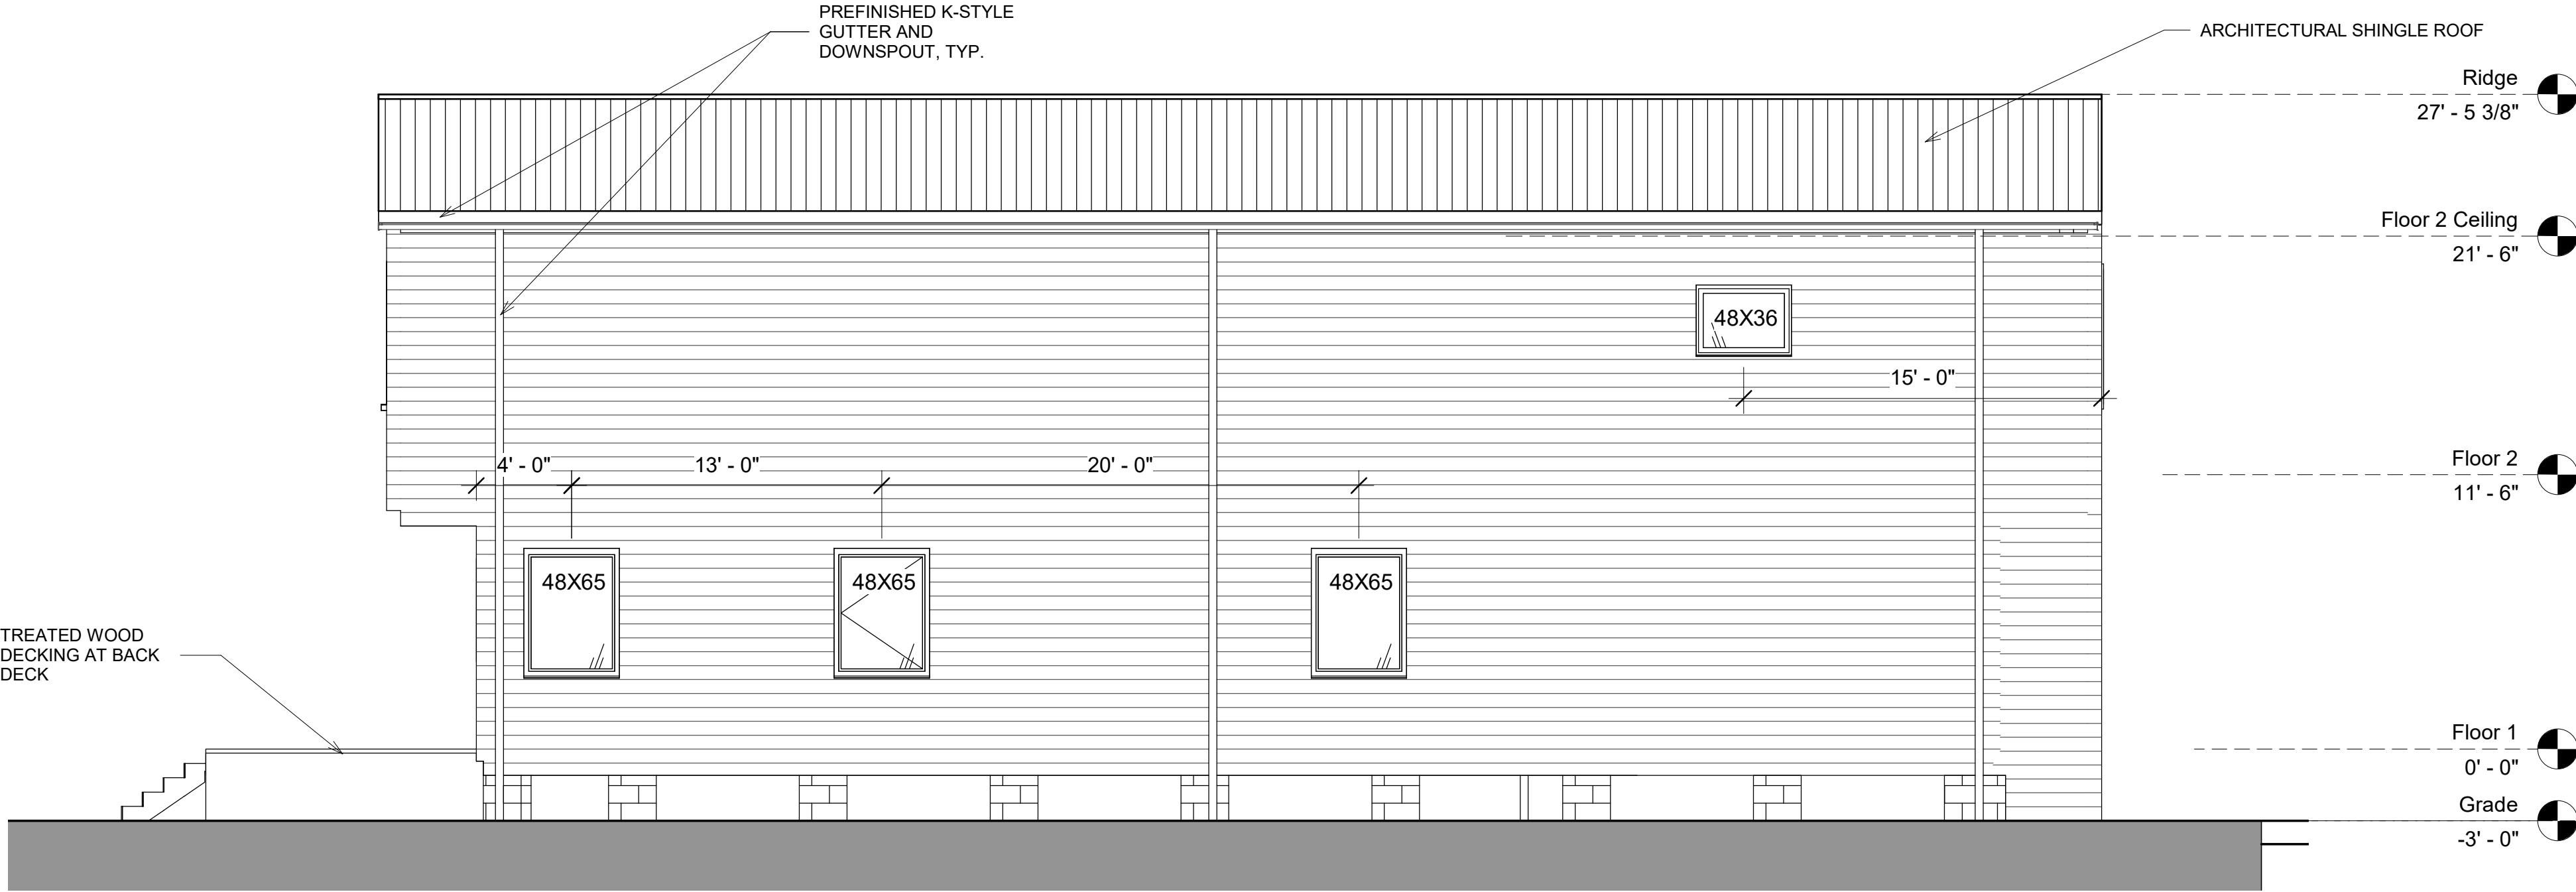 PREFINISHED K-STYLE
GUTTER AND
DOWNSPOUT, TYP.
ARCHITECTURAL SHINGLE ROOF
Ridge
27' - 5 3/8"
Floor 2 Ceiling
21' - 6"
48X36
15' - 0"
4' - 0"
13' - 0"
20' - 0"
Floor 2
11' - 6"
48X65
48X65
48X65
TREATED WOOD
DECKING AT BACK
DECK
Floor 1
0' - 0"
Grade
-3' - 0"